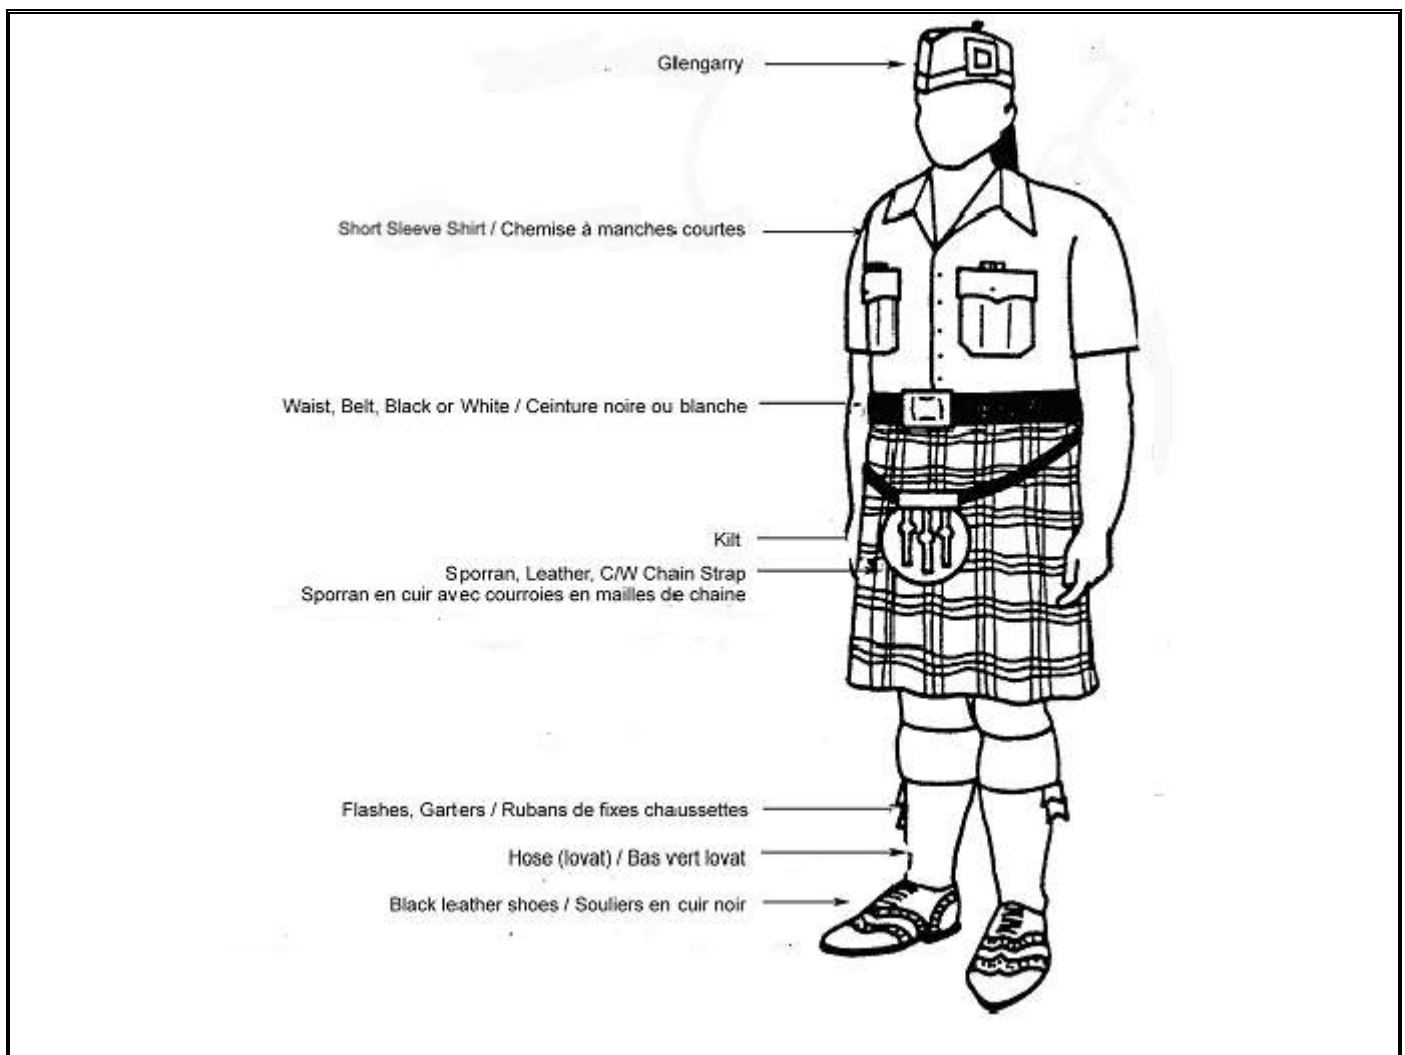 Glengarry
Short Sleeve Shirt / Chemise à manches courtes
Waist, Belt, Black or White / Ceinture noire ou blanche
Kilt
Sporran, Leather, C/W Chain Strap
Sporran en cuir avec courroies en mailles de chaine
Flashes, Garters / Rubans de fixes chaussettes
Hose (lovat) / Bas vert lovat
Black leather shoes / Souliers en cuir noir